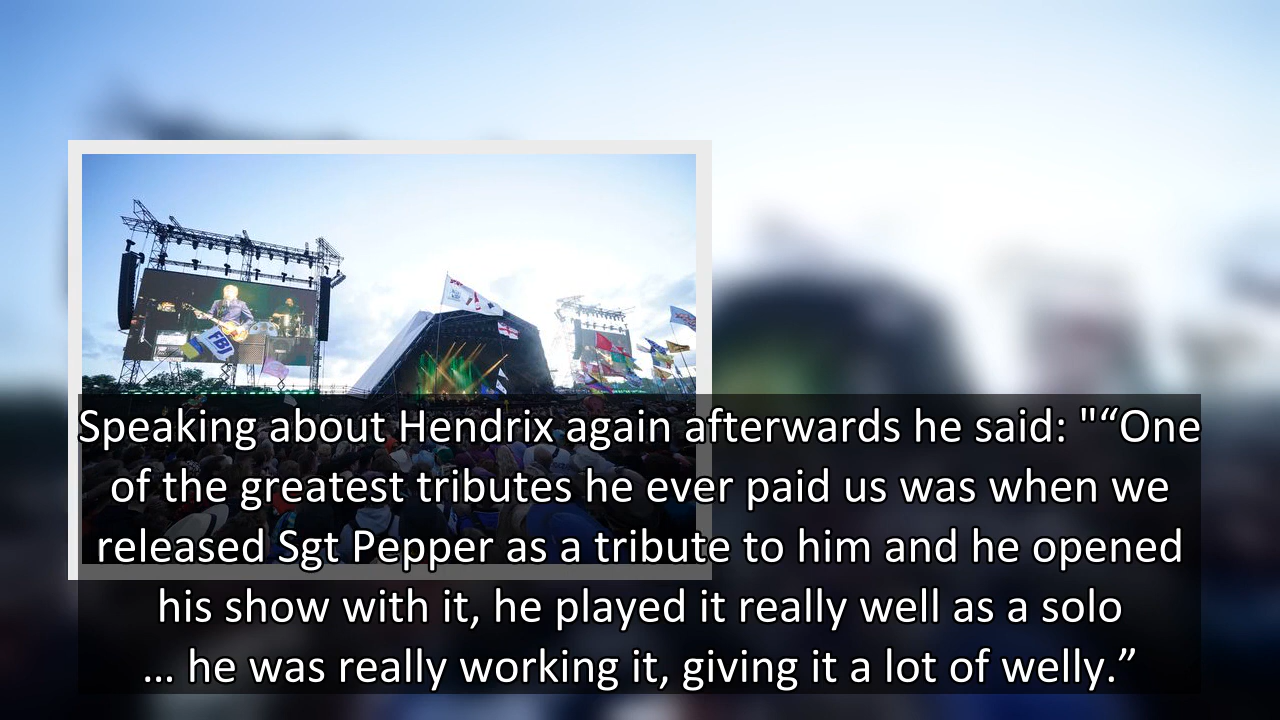 FBJ
Speaking about Hendrix again afterwards he said: "“One
of the greatest tributes he ever paid us was when we
released Sgt Pepper as a tribute to him and he opened
his show with it, he played it really well as a solo
... he was really working it, giving it a lot of welly.”